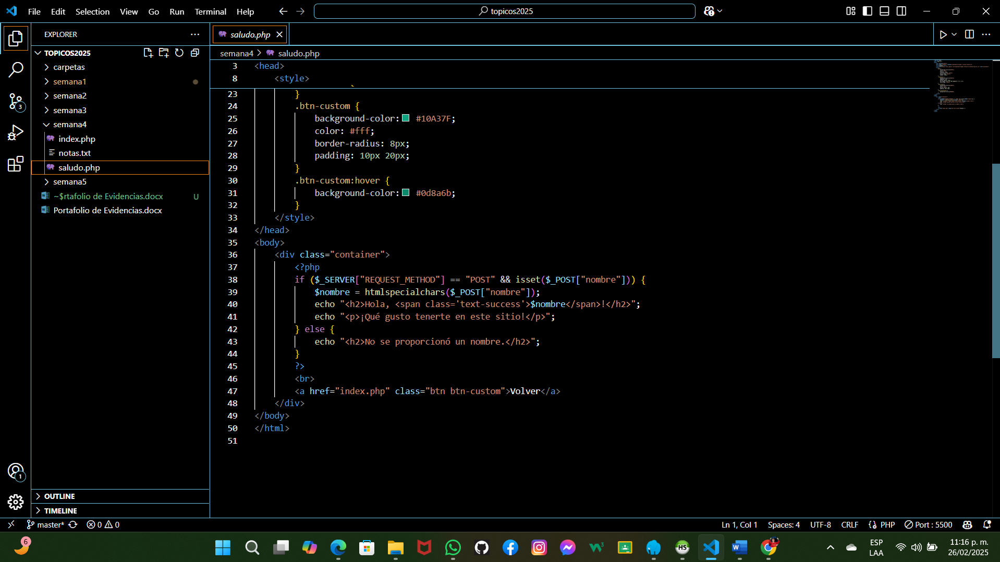 File Edit Selection View Go Run Terminal Help
topicos2025
EXPLORER
TOPICOS2025
carpetas
semana1
semana2
semana3
semana4
index.php
notas.txt
saludo.php
semana5
~$rtafolio de Evidencias.docx U
Portafolio de Evidencias.docx
OUTLINE
TIMELINE
3
1
saludo.php
semana4 > saludo.php
3 <head>
8 <style>
23 }
24 .btn-custom {
25 background-color: #10A37F;
26 color: #fff;
27 border-radius: 8px;
28 padding: 10px 20px;
29 }
30 .btn-custom:hover {
31 background-color: #0d8a6b;
32 }
33 </style>
34 </head>
35 <body>
36 <div class="container">
37 <?php
38 if ($_SERVER["REQUEST_METHOD"] == "POST" && isset($_POST["nombre"])) {
39 $nombre = htmlspecialchars($_POST["nombre"]);
40 echo "<h2>Hola, <span class='text-success'>$nombre</span>!</h2>";
41 echo "<p>¡Qué gusto tenerte en este sitio!</p>";
42 } else {
43 echo "<h2>No se proporcionó un nombre.</h2>";
44 }
45 ?>
46 <br>
47 <a href="index.php" class="btn btn-custom">Volver</a>
48 </div>
49 </body>
50 </html>
51
master* 0 0
Ln 1, Col 1 Spaces: 4 UTF-8 CRLF {} PHP Port : 5500
6
HS
ESP
LAA
11:16 p. m.
26/02/2025